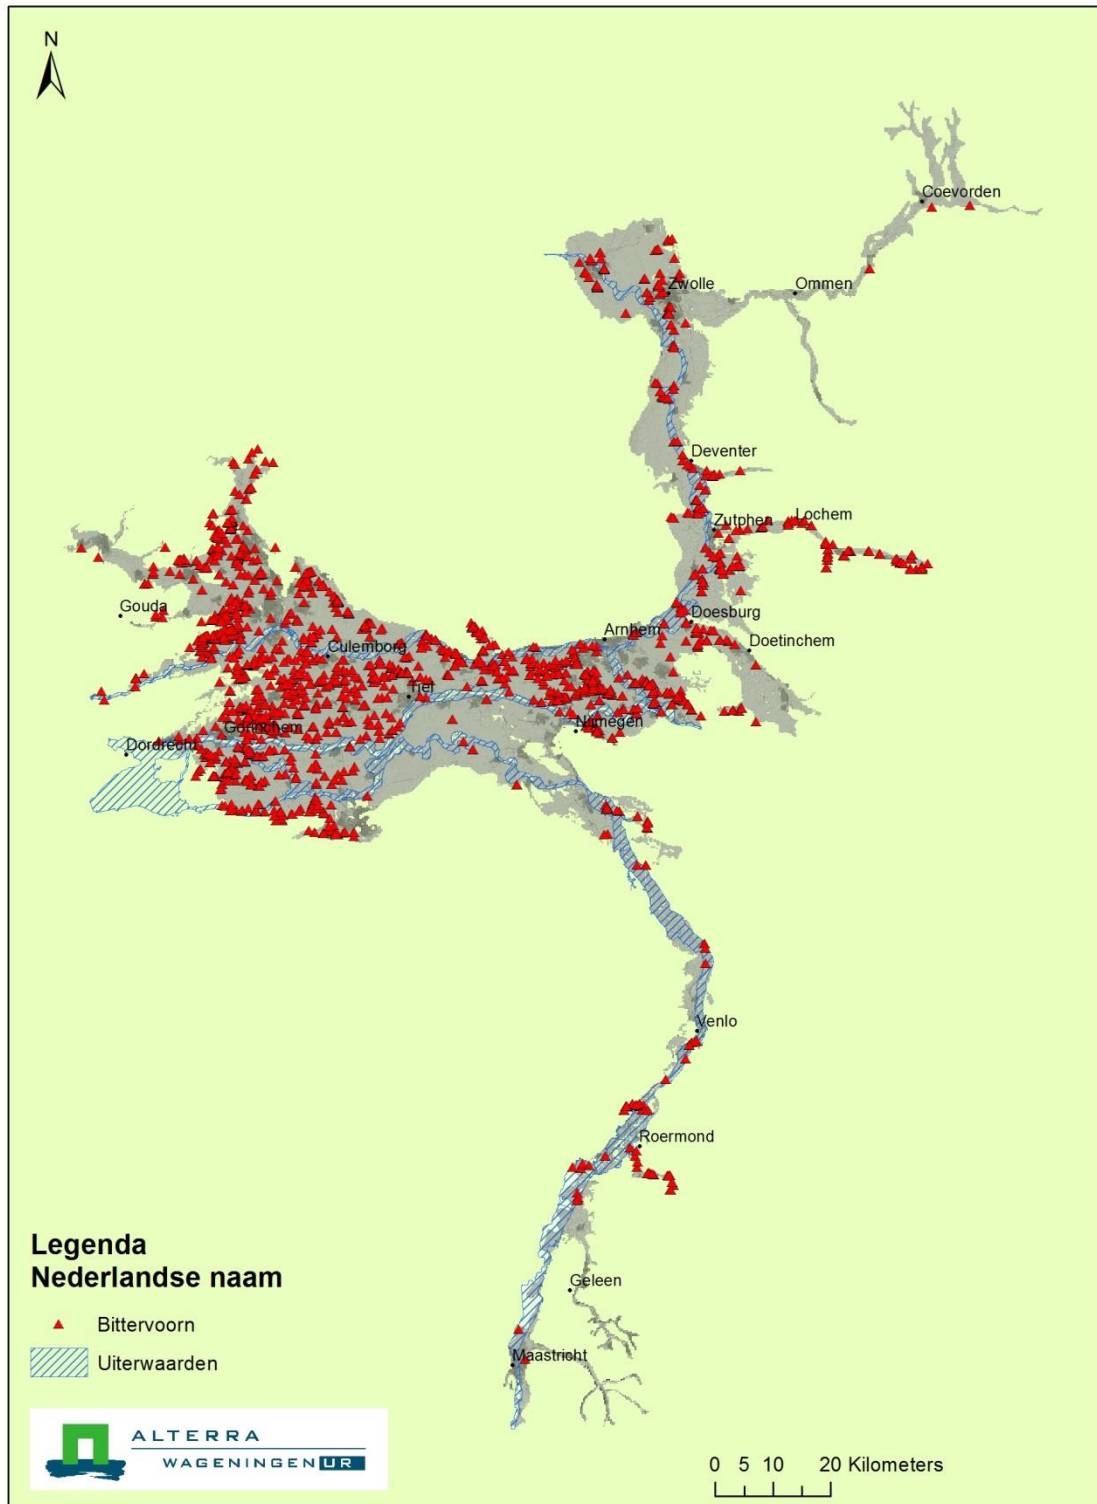 N
Coevorden
Zwolle
Ommen
Deventer
Zutphen
Lochem
Gouda
Doesburg
Arnhem
Doetinchem
Culemborg
Tiel
Gorinchem
Nijmegen
Dordrecht
Venlo
Roermond
Geleen
Maastricht
Legenda
Nederlandse naam
Bittervoorn
Uiterwaarden
ALTERRA
WAGENINGEN UR
0 5 10 20 Kilometers